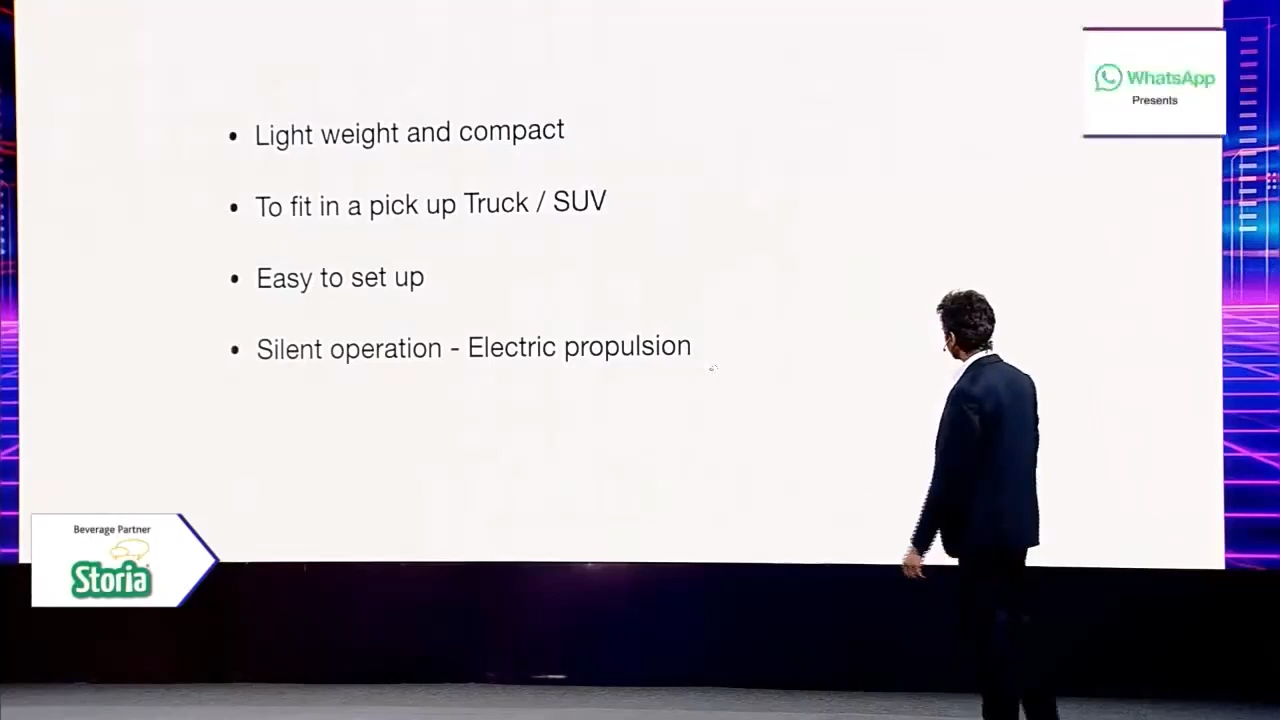 WhatsApp
Presents
• Light weight and compact
• To fit in a pick up Truck / SUV
• Easy to set up
• Silent operation - Electric propulsion
Beverage Partner
Storia